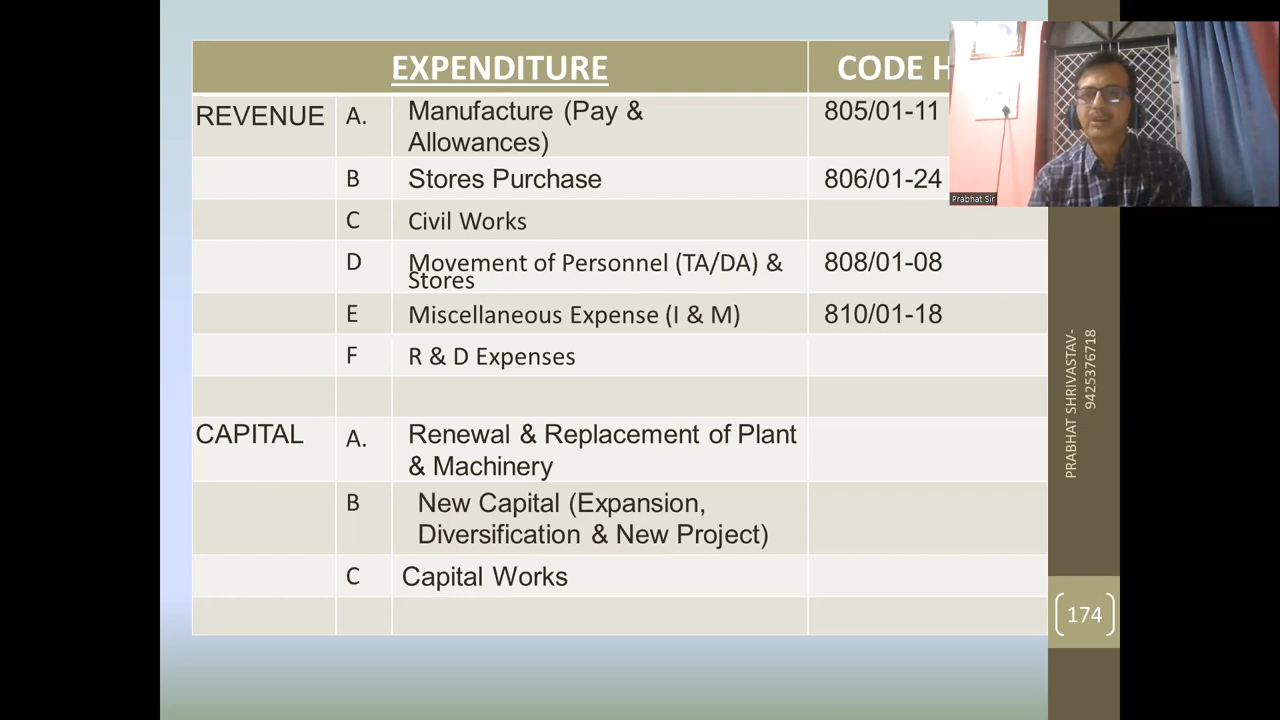 EXPENDITURE CODE H
REVENUE A. Manufacture (Pay &
Allowances) 805/01-11
B Stores Purchase 806/01-24
C Civil Works
D Movement of Personnel (TA/DA) &
Stores 808/01-08
E Miscellaneous Expense (I & M) 810/01-18
F R & D Expenses
CAPITAL A. Renewal & Replacement of Plant
& Machinery
B New Capital (Expansion,
Diversification & New Project)
C Capital Works
PRABHAT SHRIVASTAV-
9425376718
174
Prabhat Sir